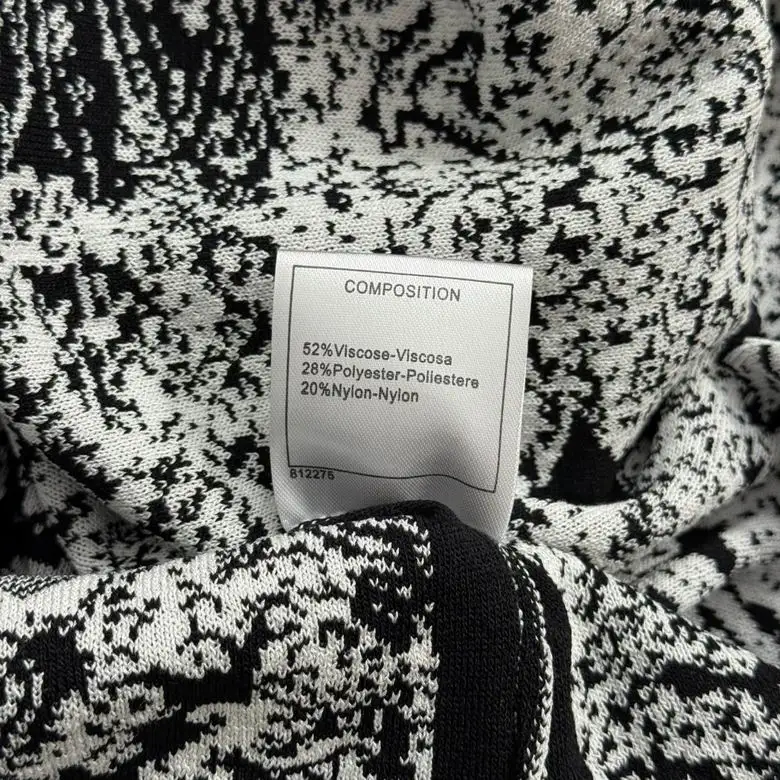 COMPOSITION
52%Viscose-Viscosa
28%Polyester-Poliestere
20%Nylon-Nylon
812275